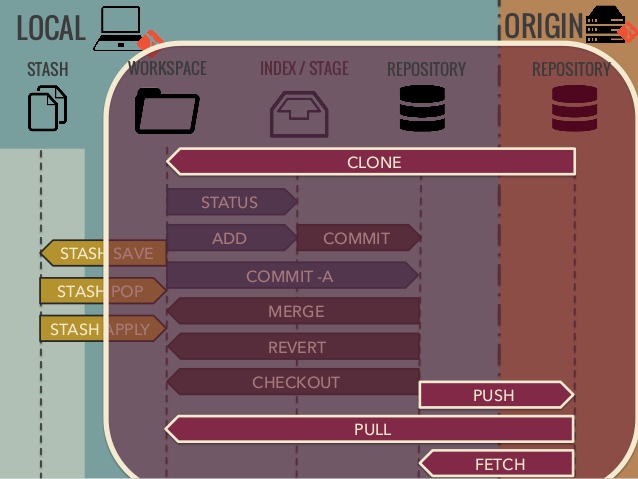 LOCAL
ORIGIN
STASH
WORKSPACE
INDEX / STAGE
REPOSITORY
REPOSITORY
CLONE
STATUS
ADD
COMMIT
STASH SAVE
COMMIT -A
STASH POP
MERGE
STASH APPLY
REVERT
CHECKOUT
PUSH
PULL
FETCH